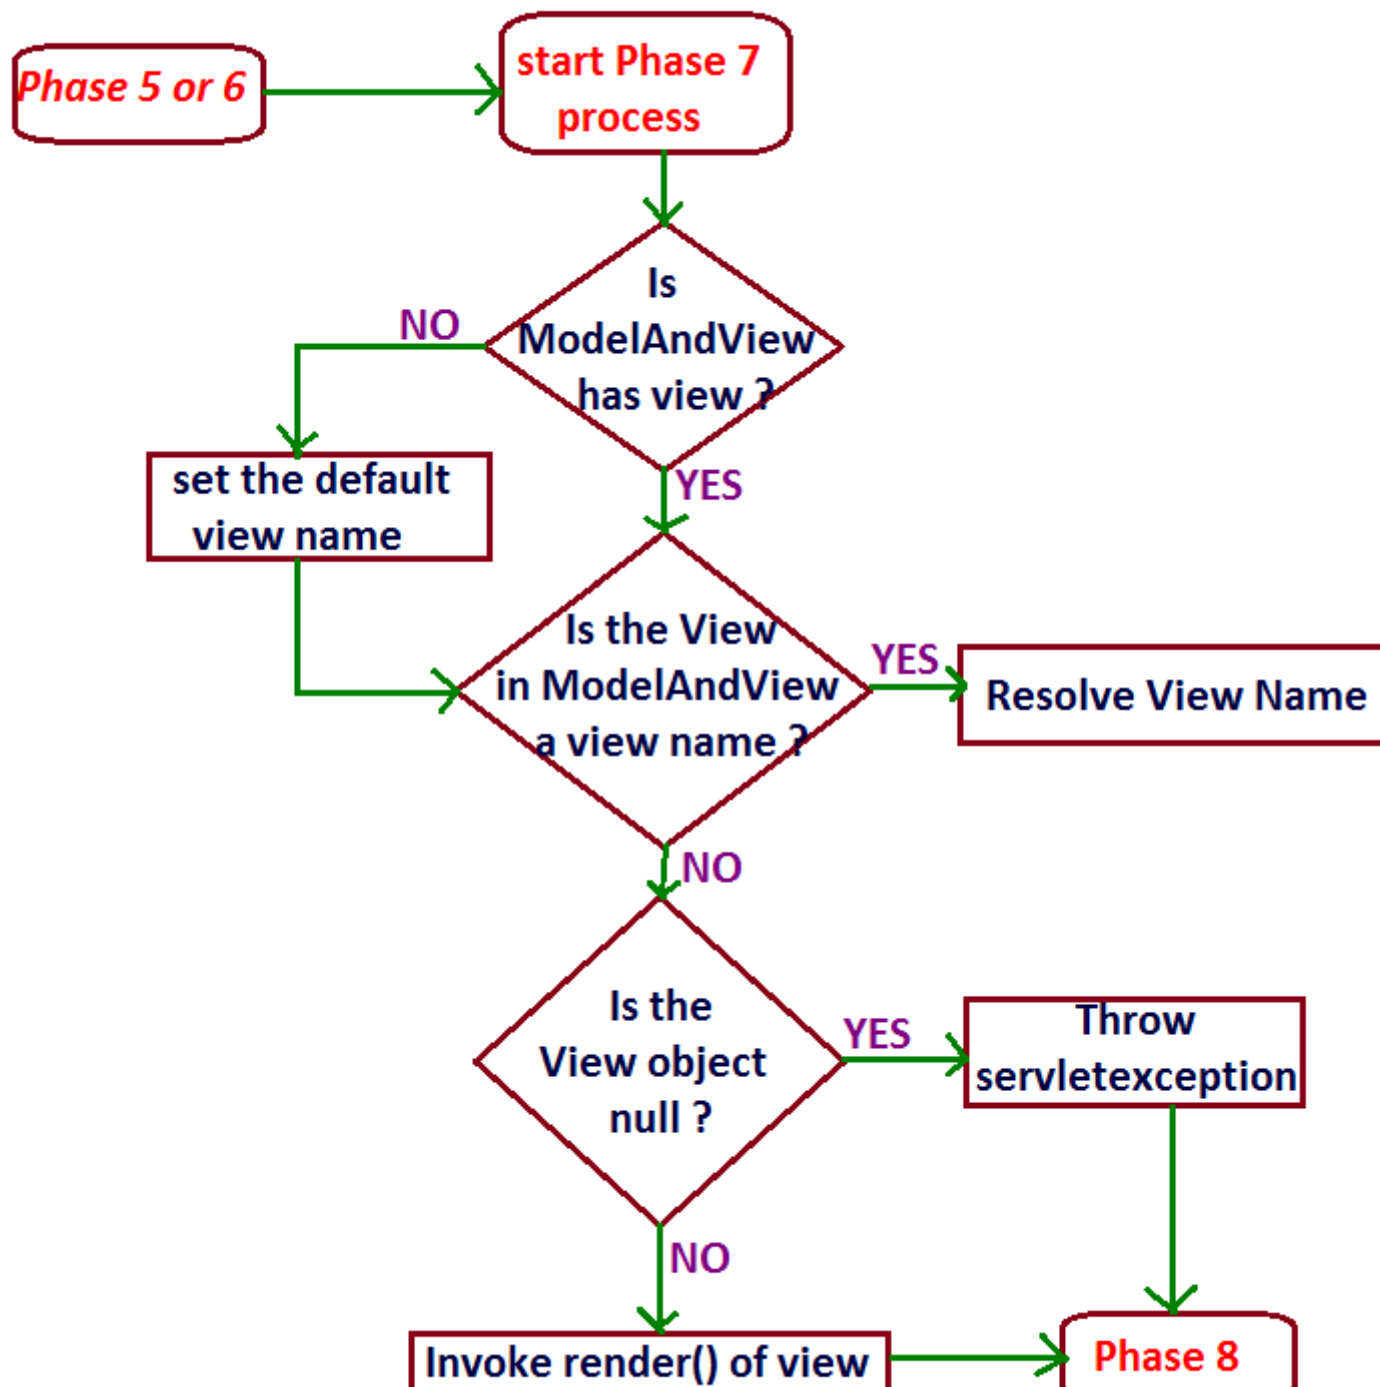 Phase 5 or 6
start Phase 7
process
Is
ModelAndView
has view ?
NO
YES
set the default
view name
Is the View
in ModelAndView
a view name ?
YES
Resolve View Name
NO
Is the
View object
null ?
YES
Throw
servletexception
NO
Invoke render() of view
Phase 8